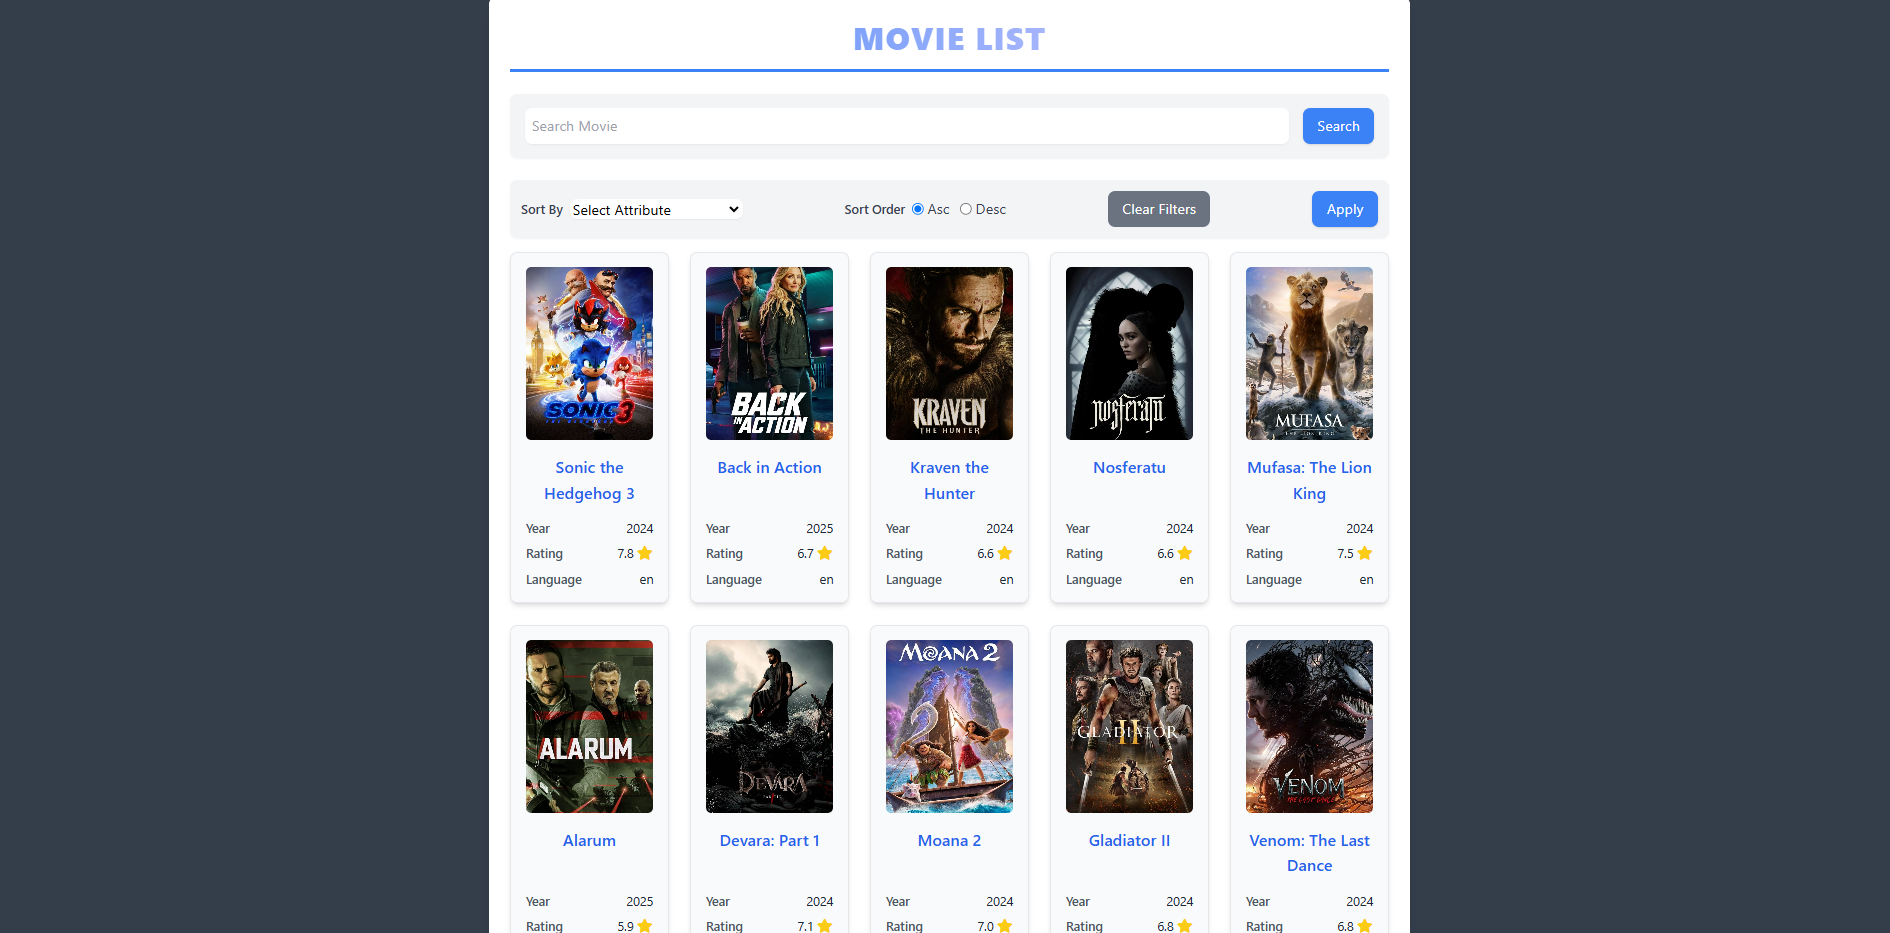 MOVIE LIST
Search Movie
Search
Sort By Select Attribute Sort Order Asc Desc Clear Filters Apply
SONIC 3
BACK
IN ACTION
KRAVEN
THE HUNTER
nosferatu
MUFASA
THE LION KING
Sonic the Hedgehog 3
Back in Action
Kraven the Hunter
Nosferatu
Mufasa: The Lion King
Year 2024
Rating 7.8
Language en
Year 2025
Rating 6.7
Language en
Year 2024
Rating 6.6
Language en
Year 2024
Rating 6.6
Language en
Year 2024
Rating 7.5
Language en
ALARUM
DEVARA
MOANA 2
GLADIATOR
II
VENOM
THE LAST DANCE
Alarum
Devara: Part 1
Moana 2
Gladiator II
Venom: The Last Dance
Year 2025
Rating 5.9
Year 2024
Rating 7.1
Year 2024
Rating 7.0
Year 2024
Rating 6.8
Year 2024
Rating 6.8